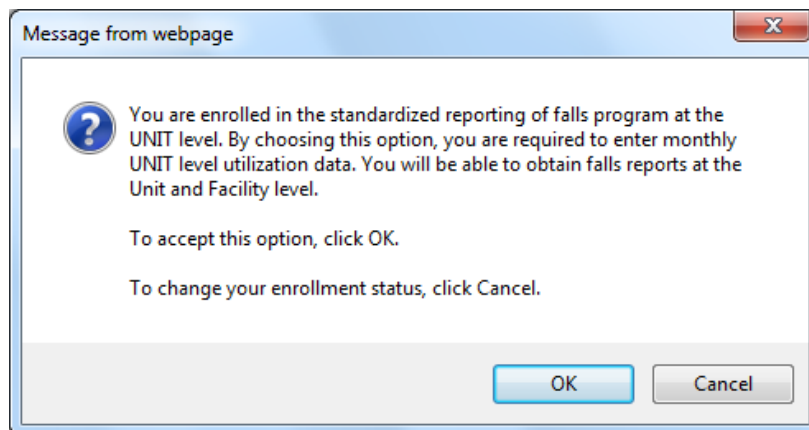 Message from webpage
X
?
You are enrolled in the standardized reporting of falls program at the
UNIT level. By choosing this option, you are required to enter monthly
UNIT level utilization data. You will be able to obtain falls reports at the
Unit and Facility level.
To accept this option, click OK.
To change your enrollment status, click Cancel.
OK
Cancel